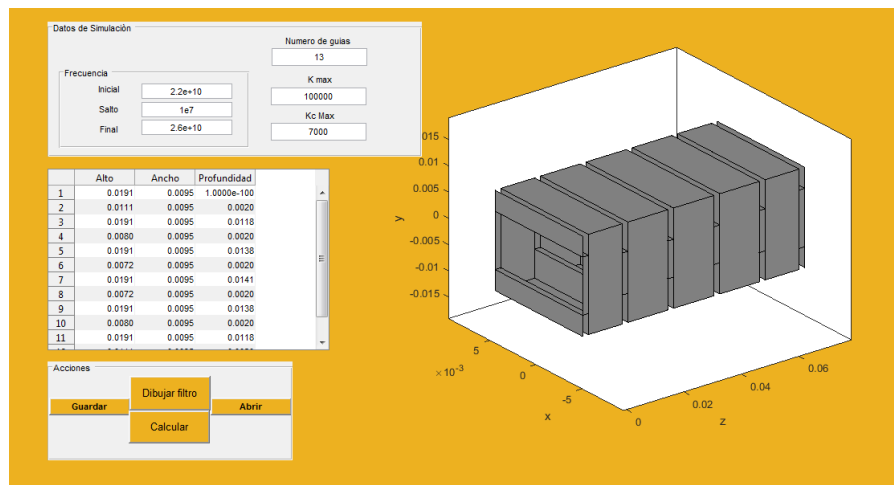 Datos de Simulación
Numero de guias
13
Frecuencia
Inicial 2.2e+10
Salto 1e7
Final 2.6e+10
K max
100000
Kc Max
7000
Alto Ancho Profundidad
1 0.0191 0.0095 1.0000e-100
2 0.0111 0.0095 0.0020
3 0.0191 0.0095 0.0118
4 0.0080 0.0095 0.0020
5 0.0191 0.0095 0.0138
6 0.0072 0.0095 0.0020
7 0.0191 0.0095 0.0141
8 0.0072 0.0095 0.0020
9 0.0191 0.0095 0.0138
10 0.0080 0.0095 0.0020
11 0.0191 0.0095 0.0118
Acciones
Dibujar filtro
Guardar
Abrir
Calcular
0.015
0.01
0.005
0
-0.005
-0.01
-0.015
y
5
0
-5
×10⁻³
x
0
0.02
0.04
0.06
z